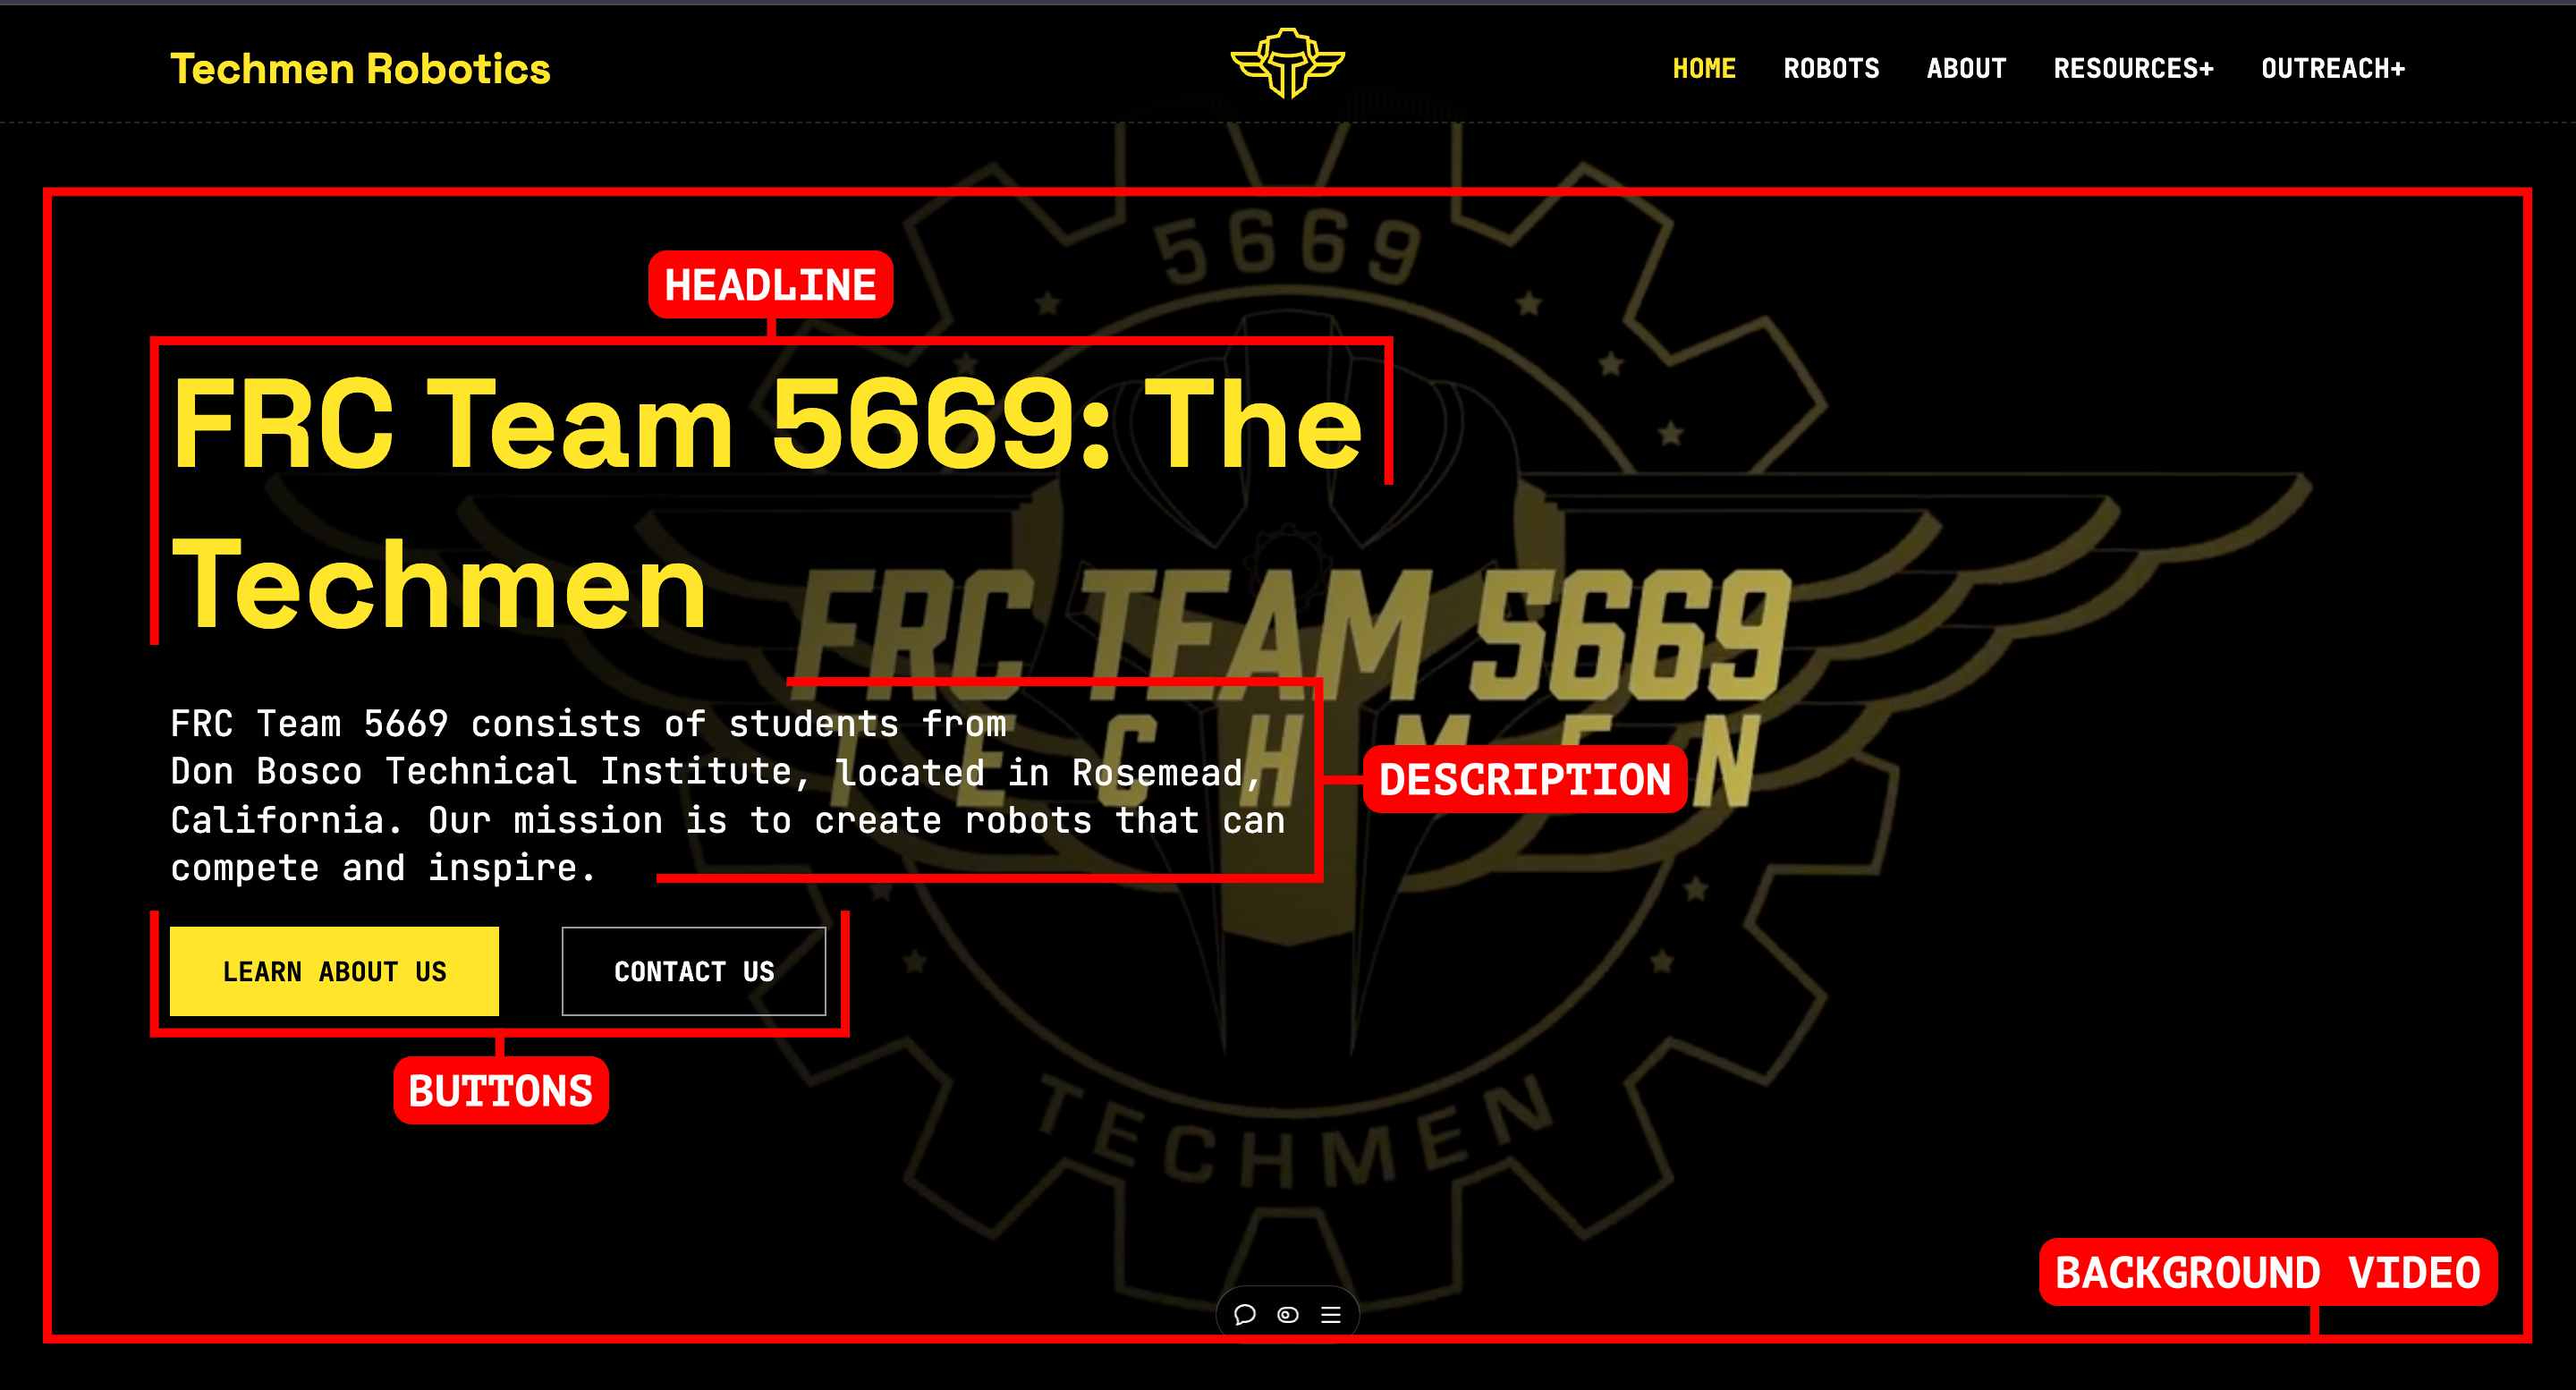 Techmen Robotics
HOME ROBOTS ABOUT RESOURCES+ OUTREACH+
5669
HEADLINE
FRC Team 5669: The
Techmen
FRC TEAM 5669
TECHMEN
FRC Team 5669 consists of students from
Don Bosco Technical Institute, located in Rosemead,
California. Our mission is to create robots that can
compete and inspire.
DESCRIPTION
LEARN ABOUT US CONTACT US
BUTTONS
TECHMEN
BACKGROUND VIDEO